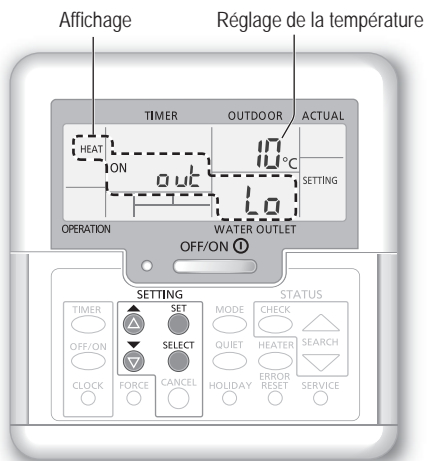 Affichage Réglage de la température
TIMER OUTDOOR ACTUAL
HEAT 10°C
ON out SETTING
Lo
OPERATION WATER OUTLET
OFF/ON
SETTING STATUS
TIMER SET MODE CHECK
OFF/ON SELECT QUIET HEATER SEARCH
CLOCK FORCE CANCEL HOLIDAY ERROR RESET SERVICE